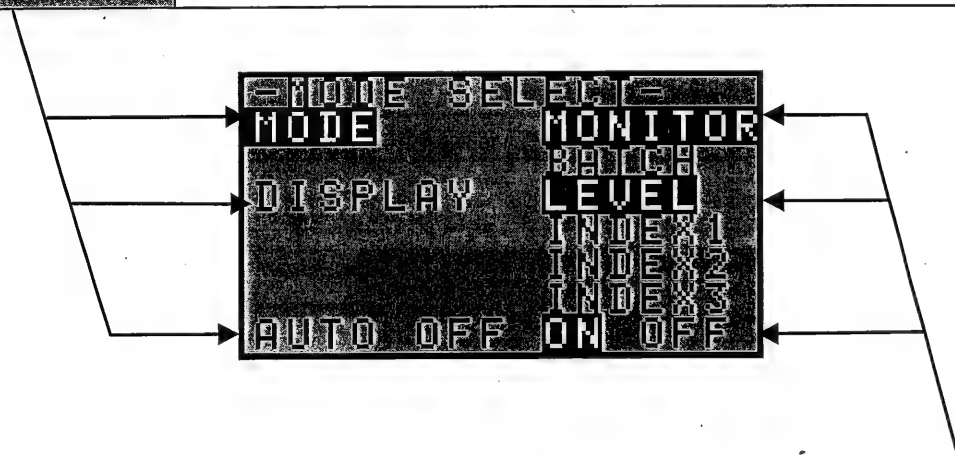 -MODE SELECT-
MODE MONITOR
BATCH
DISPLAY LEVEL
INDEX1
INDEX2
INDEX3
AUTO OFF ON OFF